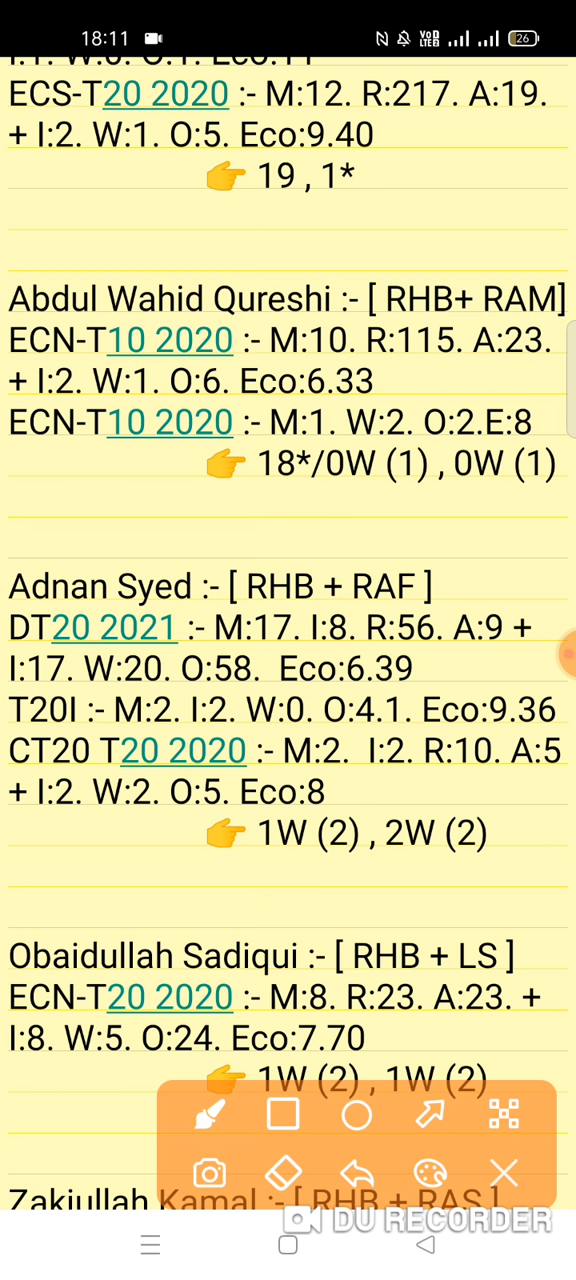 18:11 VoD LTED 26
ECS-T20 2020 :- M:12. R:217. A:19.
+ I:2. W:1. O:5. Eco:9.40
👉 19 , 1*
Abdul Wahid Qureshi :- [ RHB+ RAM]
ECN-T10 2020 :- M:10. R:115. A:23.
+ I:2. W:1. O:6. Eco:6.33
ECN-T10 2020 :- M:1. W:2. O:2.E:8
👉 18*/0W (1) , 0W (1)
Adnan Syed :- [ RHB + RAF ]
DT20 2021 :- M:17. I:8. R:56. A:9 +
I:17. W:20. O:58. Eco:6.39
T20I :- M:2. I:2. W:0. O:4.1. Eco:9.36
CT20 T20 2020 :- M:2. I:2. R:10. A:5
+ I:2. W:2. O:5. Eco:8
👉 1W (2) , 2W (2)
Obaidullah Sadiqui :- [ RHB + LS ]
ECN-T20 2020 :- M:8. R:23. A:23. +
I:8. W:5. O:24. Eco:7.70
👉 1W (2) , 1W (2)
Zakiullah Kamal :- [ RHB + RAS ]
DU RECORDER